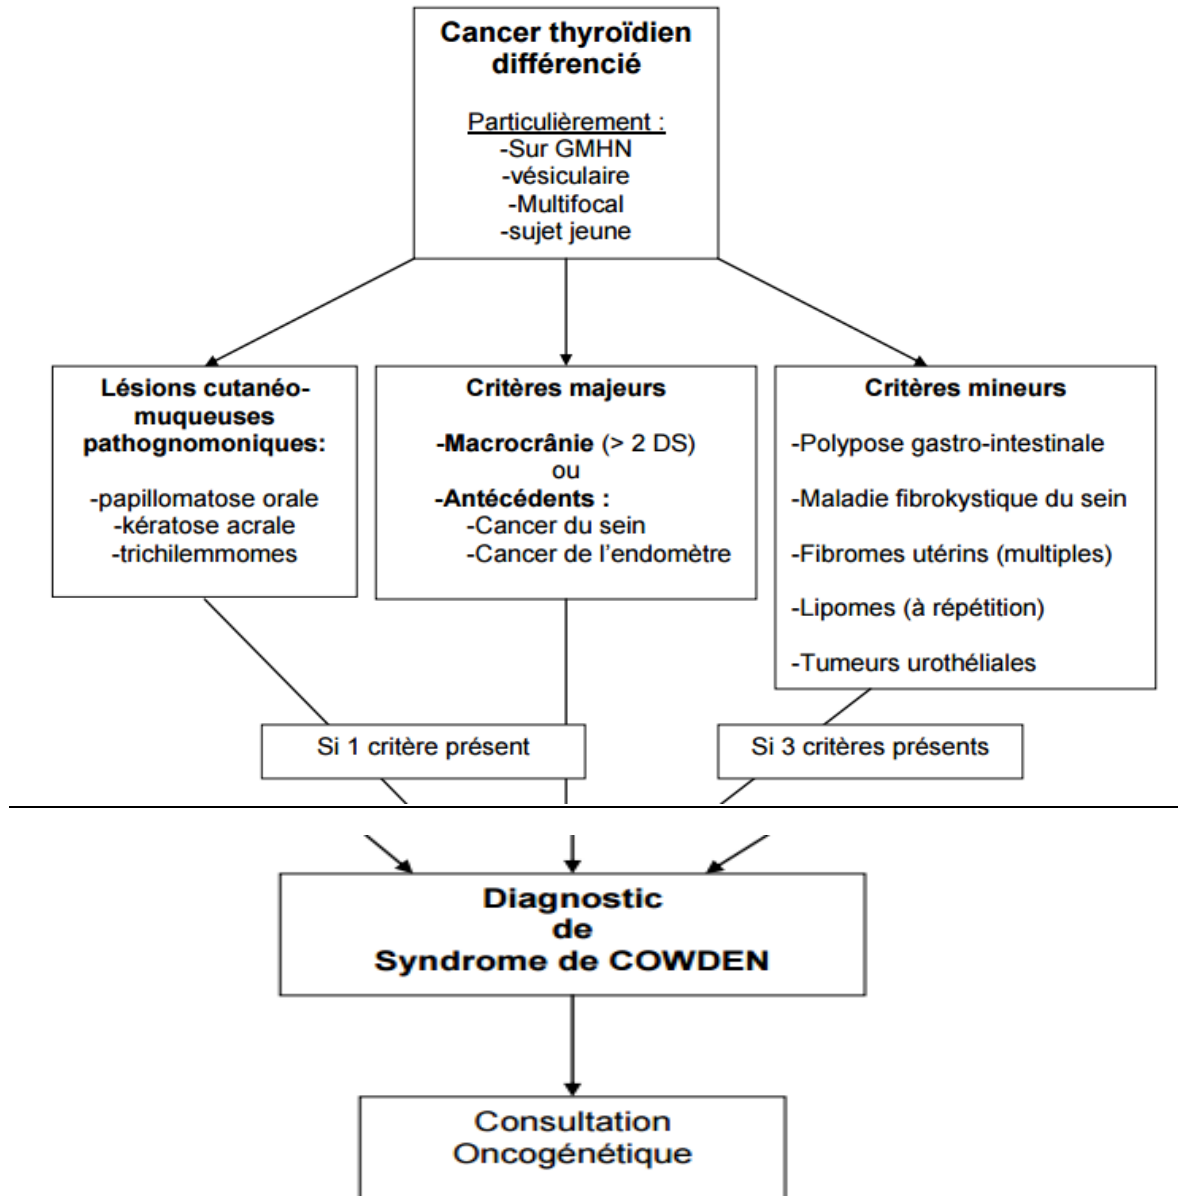 Cancer thyroïdien
différencié
Particulièrement :
-Sur GMHN
-vésiculaire
-Multifocal
-sujet jeune
Lésions cutanéo-
muqueuses
pathognomoniques:
-papillomatose orale
-kératose acrale
-trichilemmomes
Critères majeurs
-Macrocrânie (> 2 DS)
ou
-Antécédents :
-Cancer du sein
-Cancer de l'endomètre
Critères mineurs
-Polypose gastro-intestinale
-Maladie fibrokystique du sein
-Fibromes utérins (multiples)
-Lipomes (à répétition)
-Tumeurs urothéliales
Si 1 critère présent
Si 3 critères présents
Diagnostic
de
Syndrome de COWDEN
Consultation
Oncogénétique